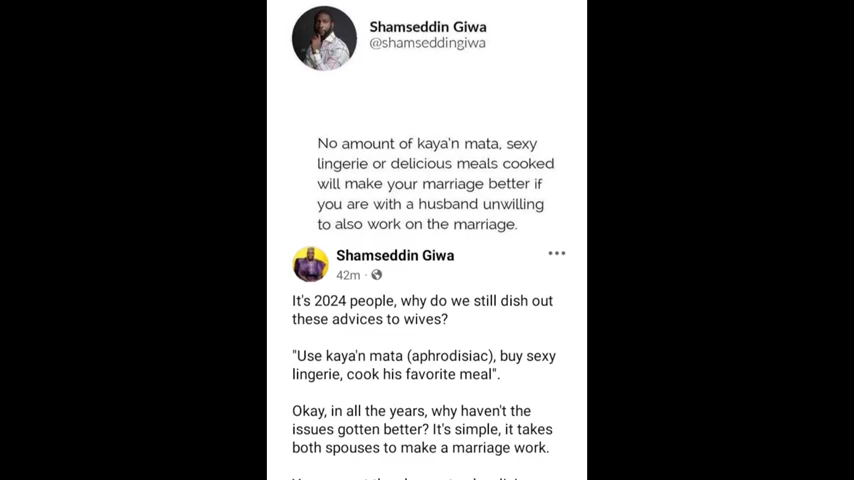 Shamseddin Giwa
@shamseddingiwa
No amount of kaya'n mata, sexy
lingerie or delicious meals cooked
will make your marriage better if
you are with a husband unwilling
to also work on the marriage.
Shamseddin Giwa
42m
It's 2024 people, why do we still dish out
these advices to wives?
"Use kaya'n mata (aphrodisiac), buy sexy
lingerie, cook his favorite meal".
Okay, in all the years, why haven't the
issues gotten better? It's simple, it takes
both spouses to make a marriage work.